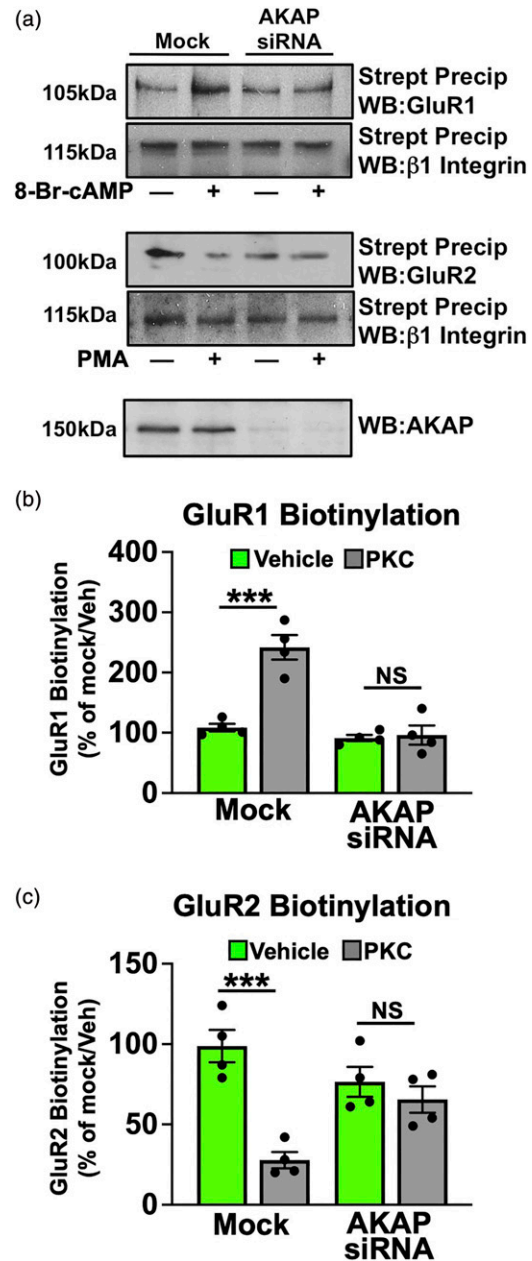 (a)
Mock
AKAP
siRNA
105kDa
Strept Precip
WB:GluR1
115kDa
Strept Precip
WB:β1 Integrin
8-Br-cAMP — + — +
100kDa
Strept Precip
WB:GluR2
115kDa
Strept Precip
WB:β1 Integrin
PMA — + — +
150kDa
WB:AKAP
(b)
GluR1 Biotinylation
GluR1 Biotinylation
(% of mock/Veh)
400
300
200
100
0
Vehicle PKC
***
NS
Mock
AKAP
siRNA
(c)
GluR2 Biotinylation
GluR2 Biotinylation
(% of mock/Veh)
150
100
50
0
Vehicle PKC
***
NS
Mock
AKAP
siRNA